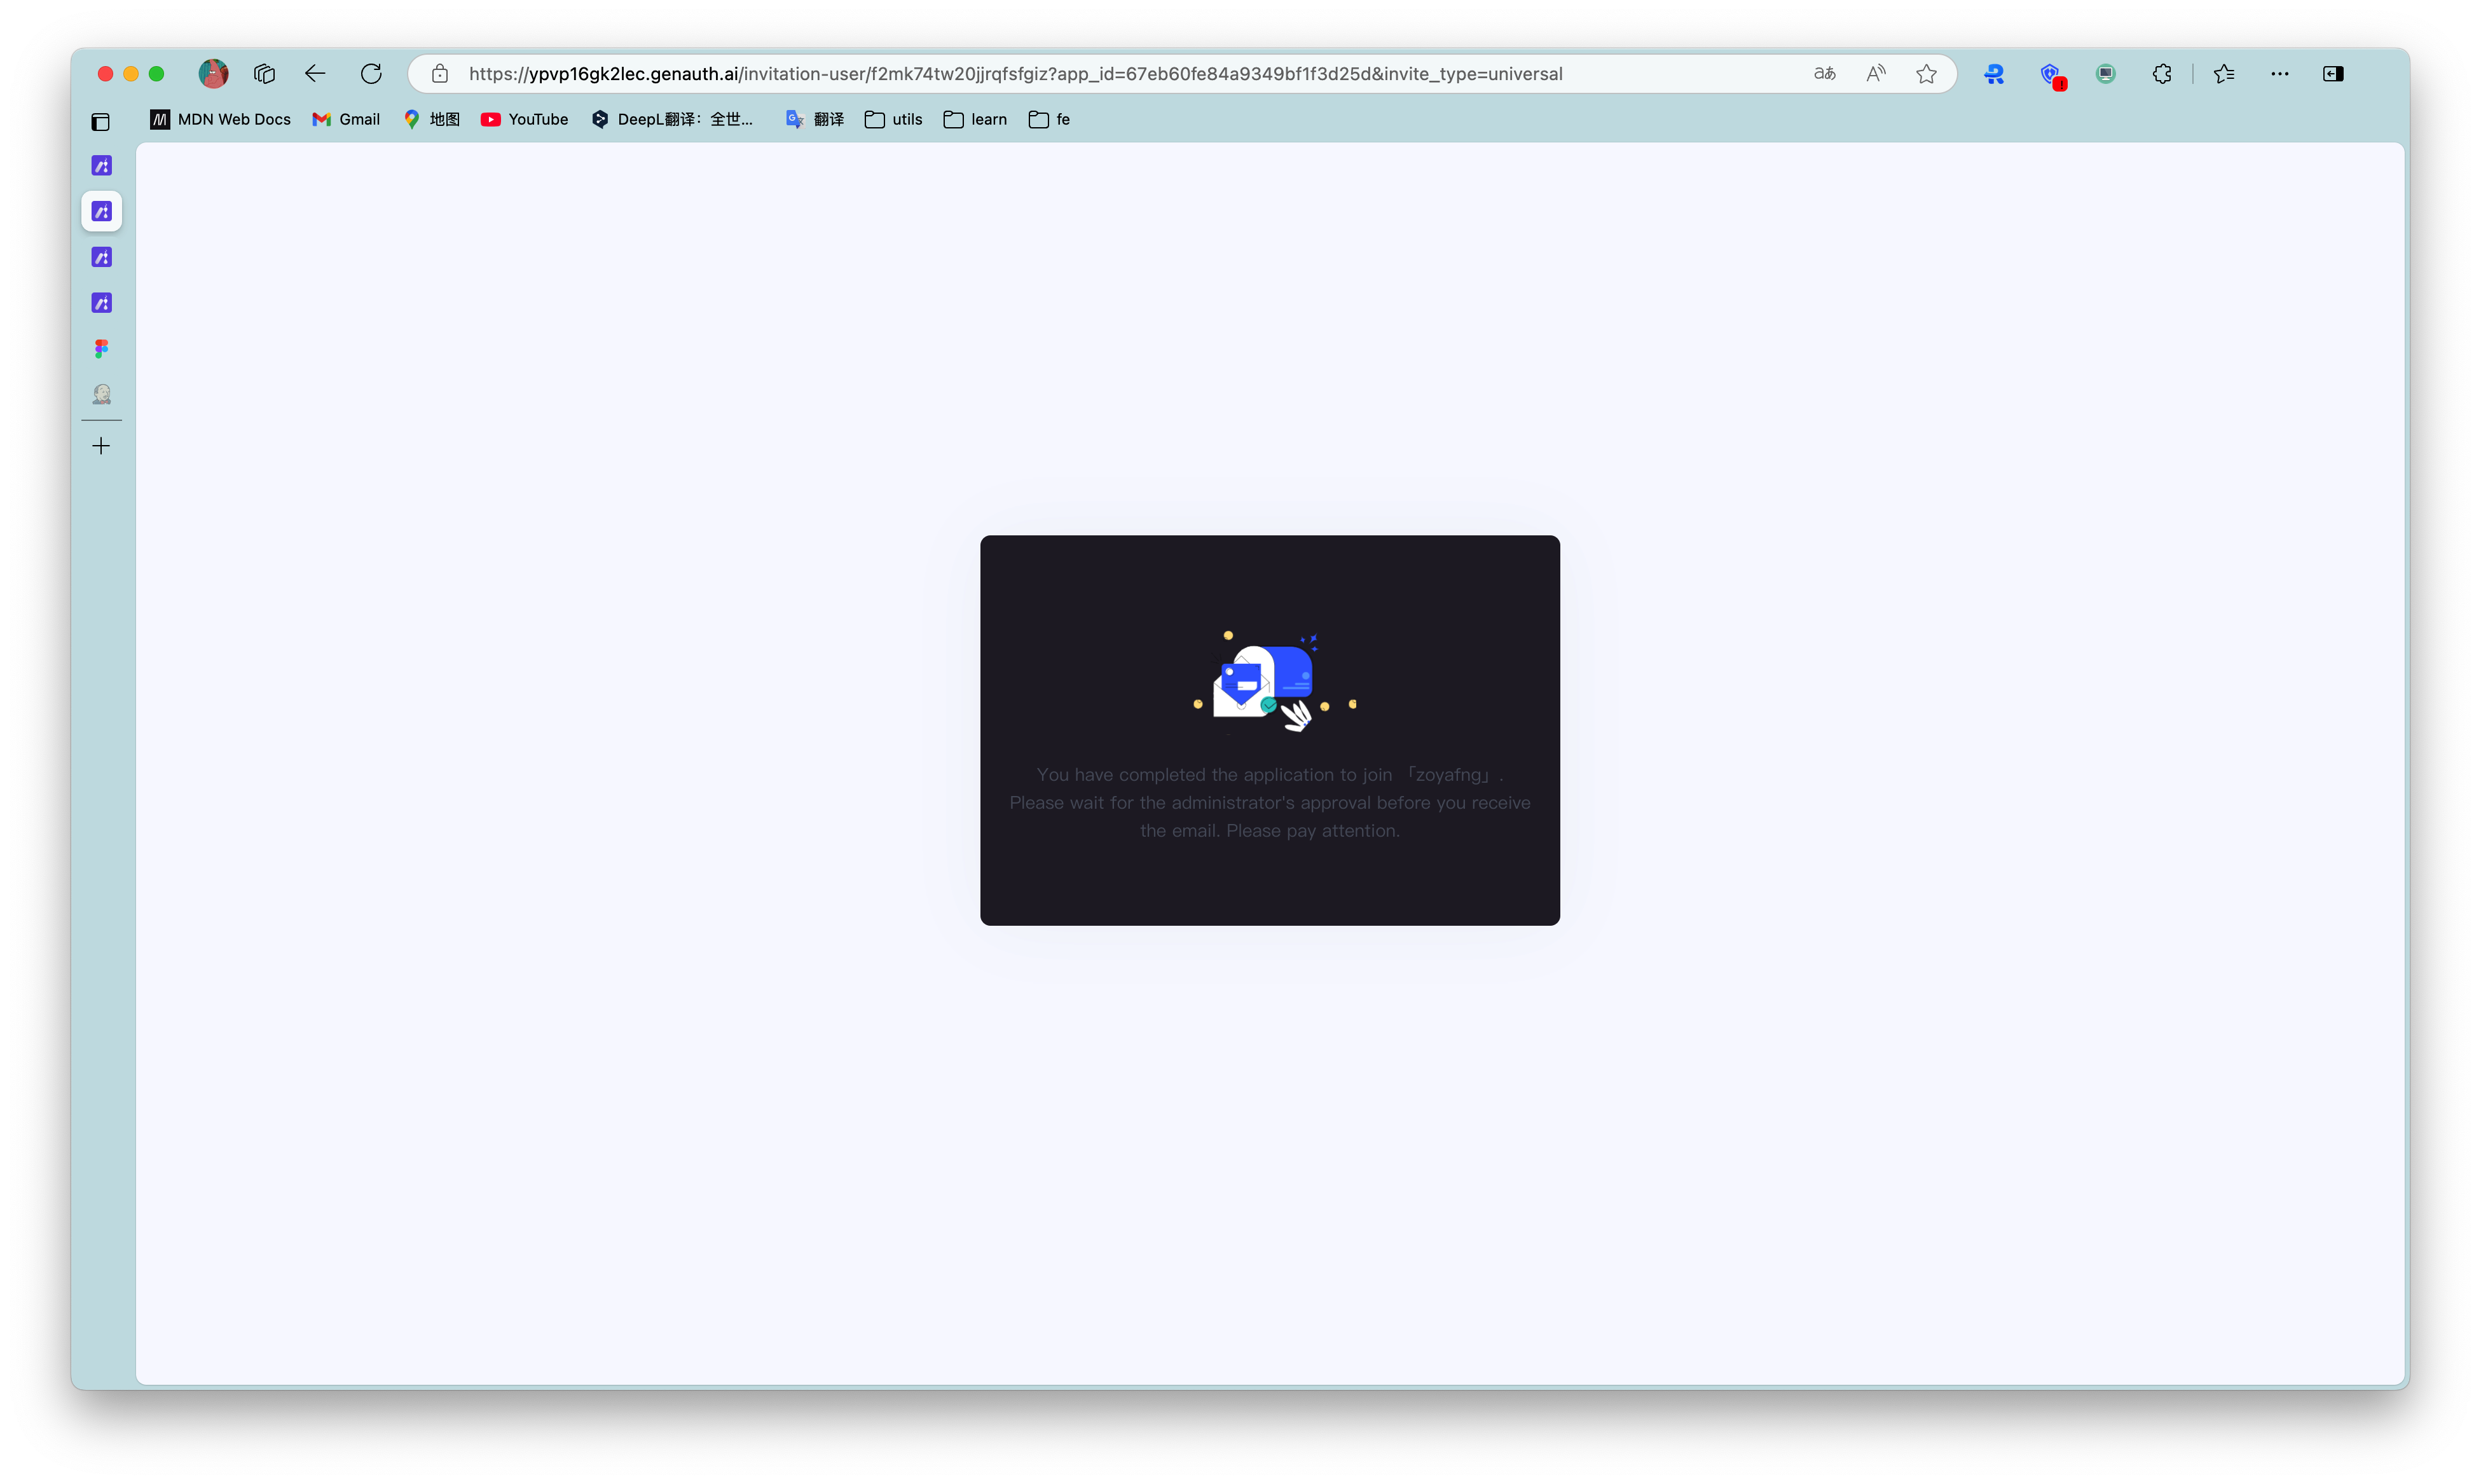 https://ypvp16gk2lec.genauth.ai/invitation-user/f2mk74tw20jjrqfsfgiz?app_id=67eb60fe84a9349bf1f3d25d&invite_type=universal
MDN Web Docs Gmail 地图 YouTube DeepL翻译：全世... 翻译 utils learn fe
You have completed the application to join 「zoyafng」.
Please wait for the administrator's approval before you receive
the email. Please pay attention.